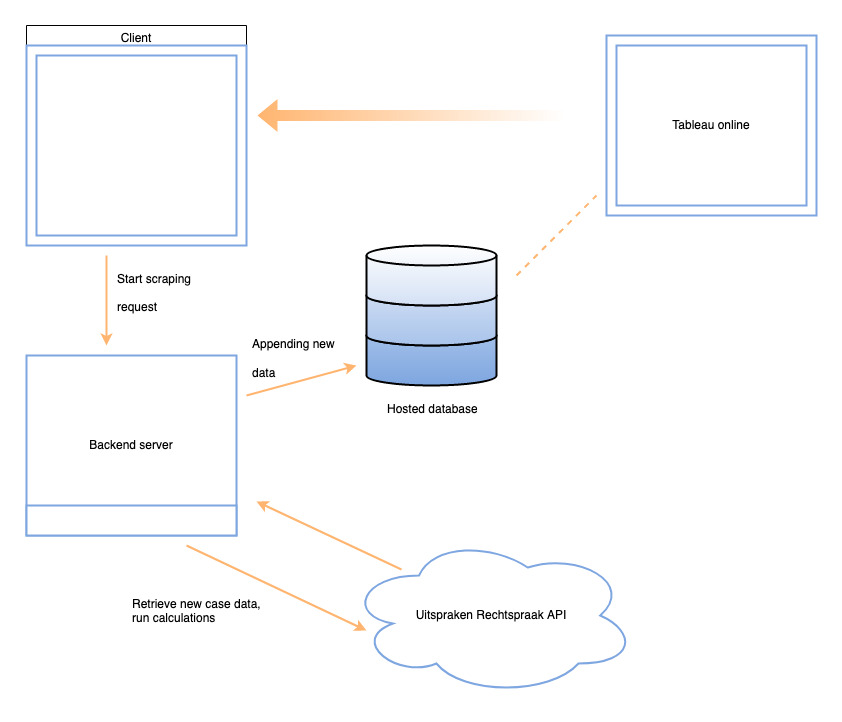 Client
Tableau online
Start scraping
request
Appending new
data
Hosted database
Backend server
Retrieve new case data,
run calculations
Uitspraken Rechtspraak API